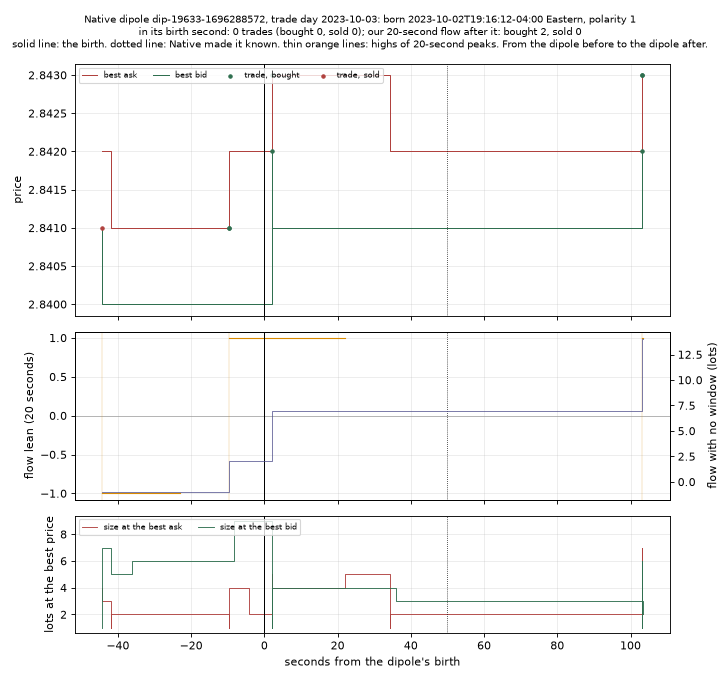 Native dipole dip-19633-1696288572, trade day 2023-10-03: born 2023-10-02T19:16:12-04:00 Eastern, polarity 1
in its birth second: 0 trades (bought 0, sold 0); our 20-second flow after it: bought 2, sold 0
solid line: the birth. dotted line: Native made it known. thin orange lines: highs of 20-second peaks. From the dipole before to the dipole after.
best ask best bid trade, bought trade, sold
2.8430
2.8425
2.8420
2.8415
2.8410
2.8405
2.8400
price
1.0
0.5
0.0
−0.5
−1.0
flow lean (20 seconds)
12.5
10.0
7.5
5.0
2.5
0.0
flow with no window (lots)
size at the best ask size at the best bid
8
6
4
2
lots at the best price
−40 −20 0 20 40 60 80 100
seconds from the dipole's birth